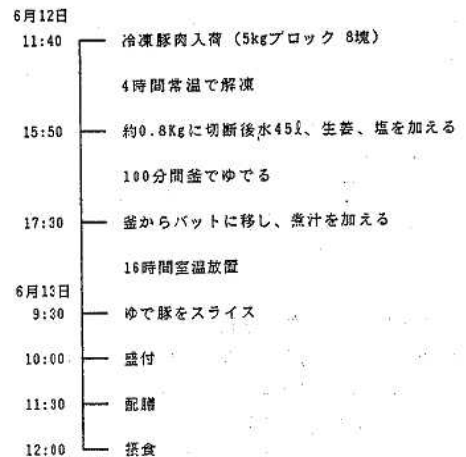 6月12日
11:40 冷凍豚肉入荷（5kgブロック 8塊）
4時間常温で解凍
15:50 約0.8Kgに切断後水45ℓ、生姜、塩を加える
100分間釜でゆでる
17:30 釜からバットに移し、煮汁を加える
16時間室温放置
6月13日
9:30 ゆで豚をスライス
10:00 盛付
11:30 配膳
12:00 摂食